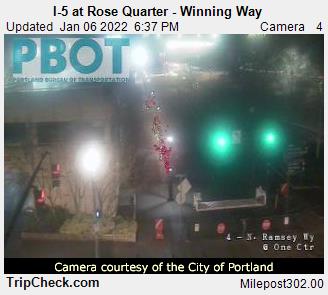 I-5 at Rose Quarter - Winning Way
Updated Jan 06 2022 6:37 PM Camera 4
PBOT
PORTLAND BUREAU OF TRANSPORTATION
4 - N. Ramsey Wy
@ One Ctr
Camera courtesy of the City of Portland
TripCheck.com Milepost302.00